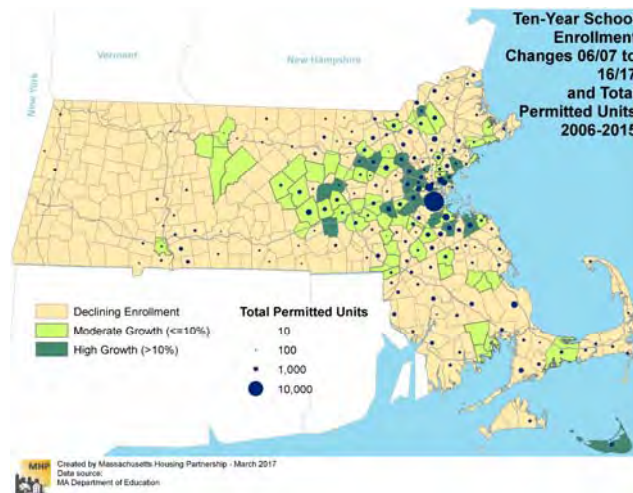 Ten-Year School
Enrollment
Changes 06/07 to
16/17
and Total
Permitted Units
2006-2015
Vermont
New Hampshire
New York
Declining Enrollment
Moderate Growth (<=10%)
High Growth (>10%)
Total Permitted Units
10
100
1,000
10,000
MHP
Created by Massachusetts Housing Partnership - March 2017
Data source:
MA Department of Education